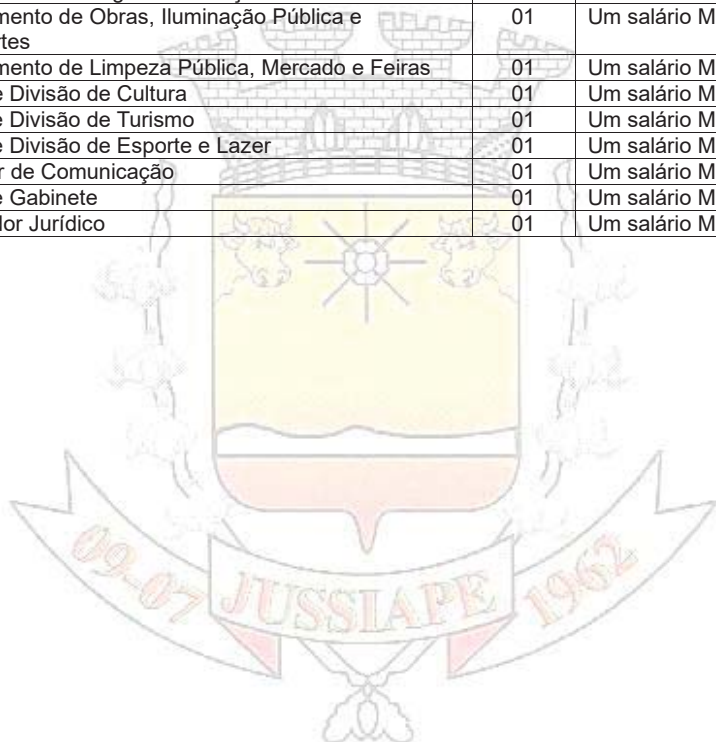 mento de Obras, Iluminação Pública e 01 Um salário M
rtes
mento de Limpeza Pública, Mercado e Feiras 01 Um salário M
e Divisão de Cultura 01 Um salário M
e Divisão de Turismo 01 Um salário M
e Divisão de Esporte e Lazer 01 Um salário M
r de Comunicação 01 Um salário M
e Gabinete 01 Um salário M
dor Jurídico 01 Um salário M
09-07 JUSSIAPE 1962